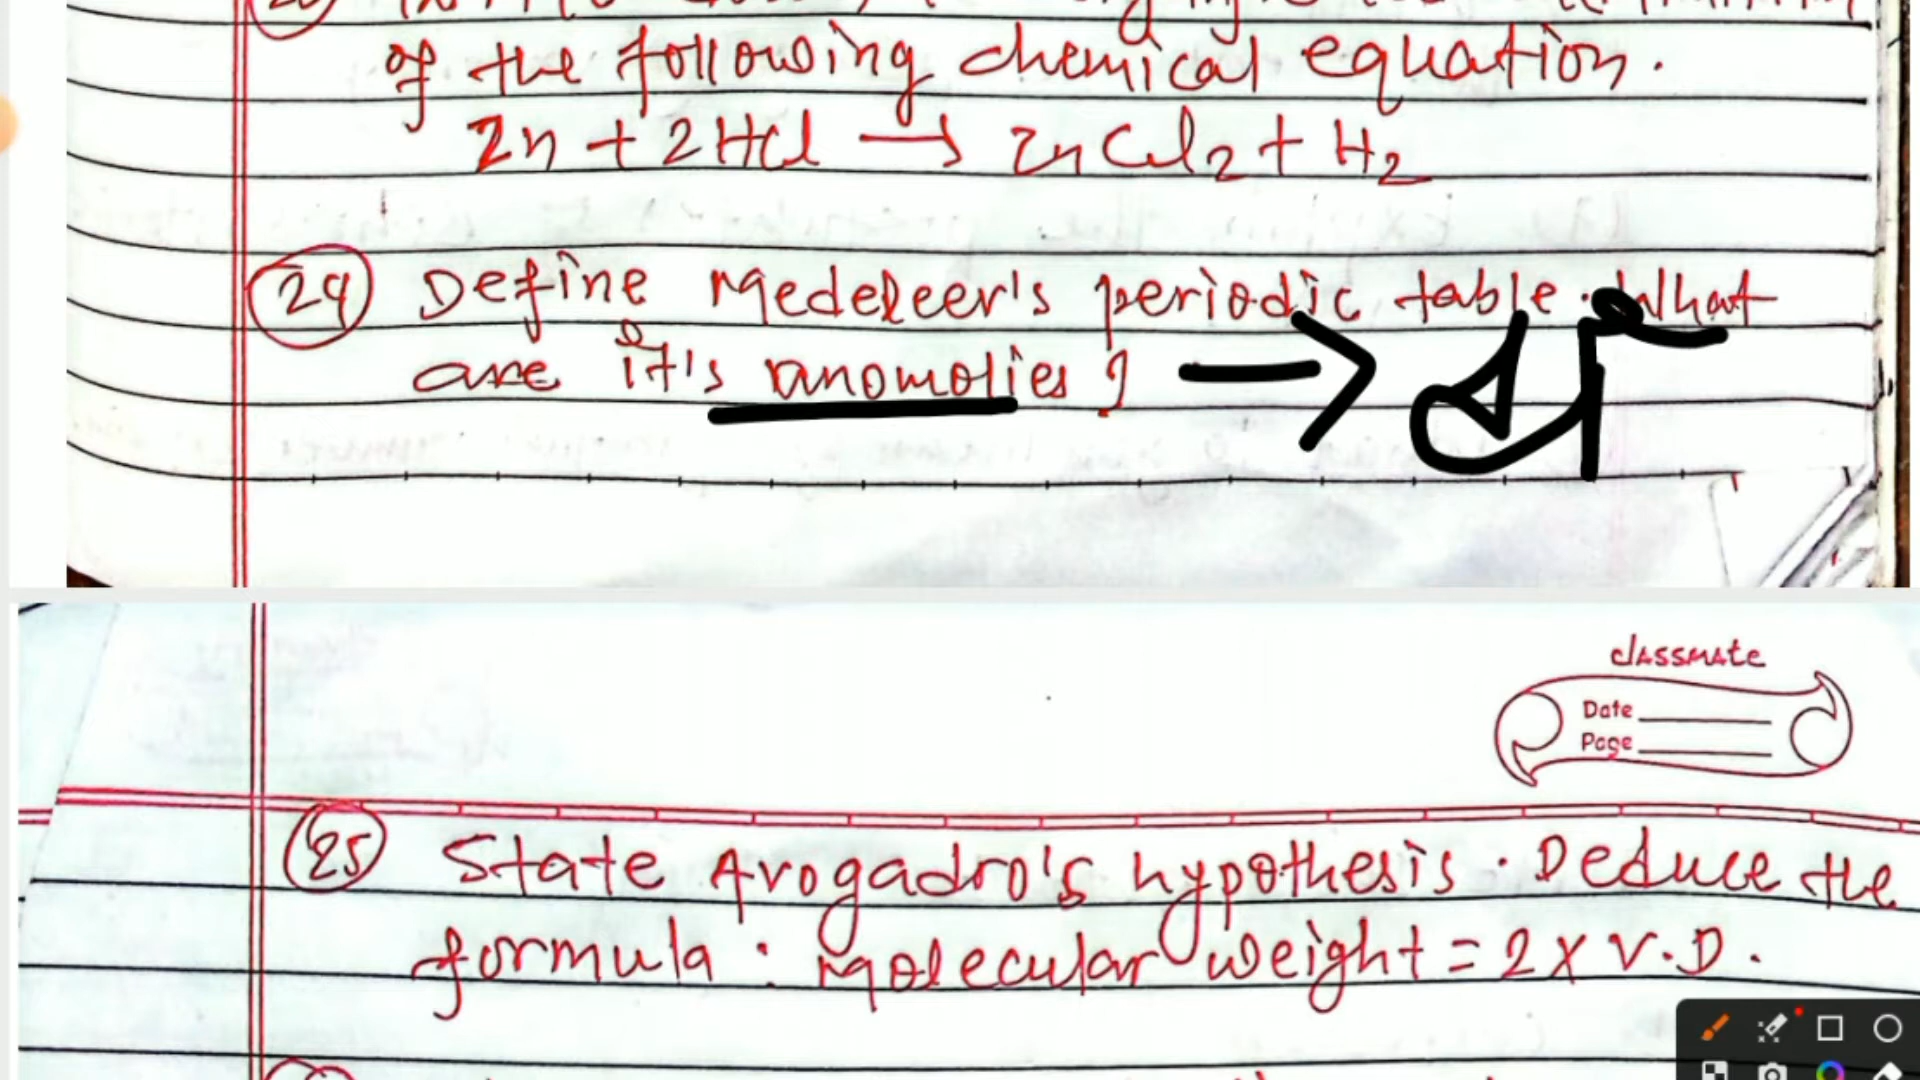 of the following chemical equation.
Zn + 2HCl → ZnCl2 + H2
24 Define Medeleer's periodic table. What
are it's anomolies ?
classmate
Date
Page
25 State Avogadro's hypothesis. Deduce the
formula : Molecular weight = 2 x V.D.